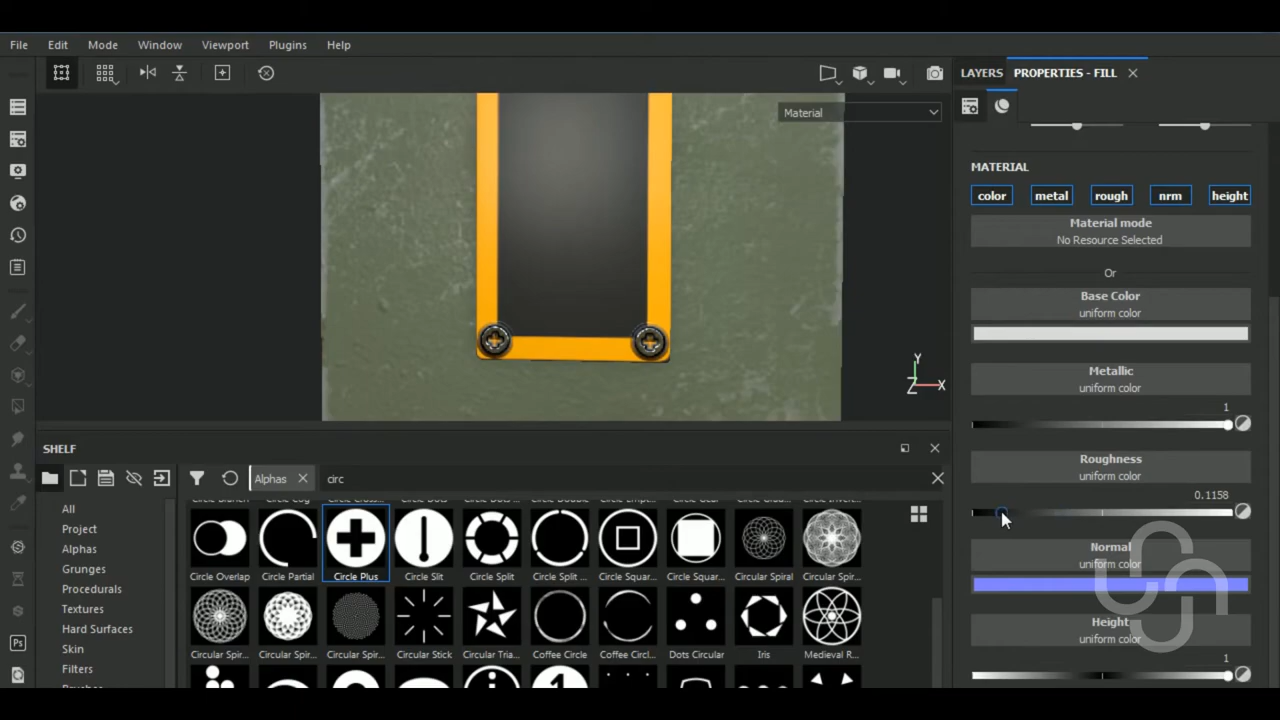 File Edit Mode Window Viewport Plugins Help
LAYERS PROPERTIES - FILL
Material
MATERIAL
color metal rough nrm height
Material mode
No Resource Selected
Or
Base Color
uniform color
Metallic
uniform color
1
Roughness
uniform color
0.1158
Normal
uniform color
Height
uniform color
1
Y
Z X
SHELF
Alphas circ
All
Project
Alphas
Grunges
Procedurals
Textures
Hard Surfaces
Skin
Filters
Circle Overlap Circle Partial Circle Plus Circle Slit Circle Split Circle Split ... Circle Squar... Circle Squar... Circular Spiral Circular Spir...
Circular Spir... Circular Spir... Circular Spir... Circular Stick Circular Tria... Coffee Circle Coffee Circl... Dots Circular Iris Medieval R...
Ps